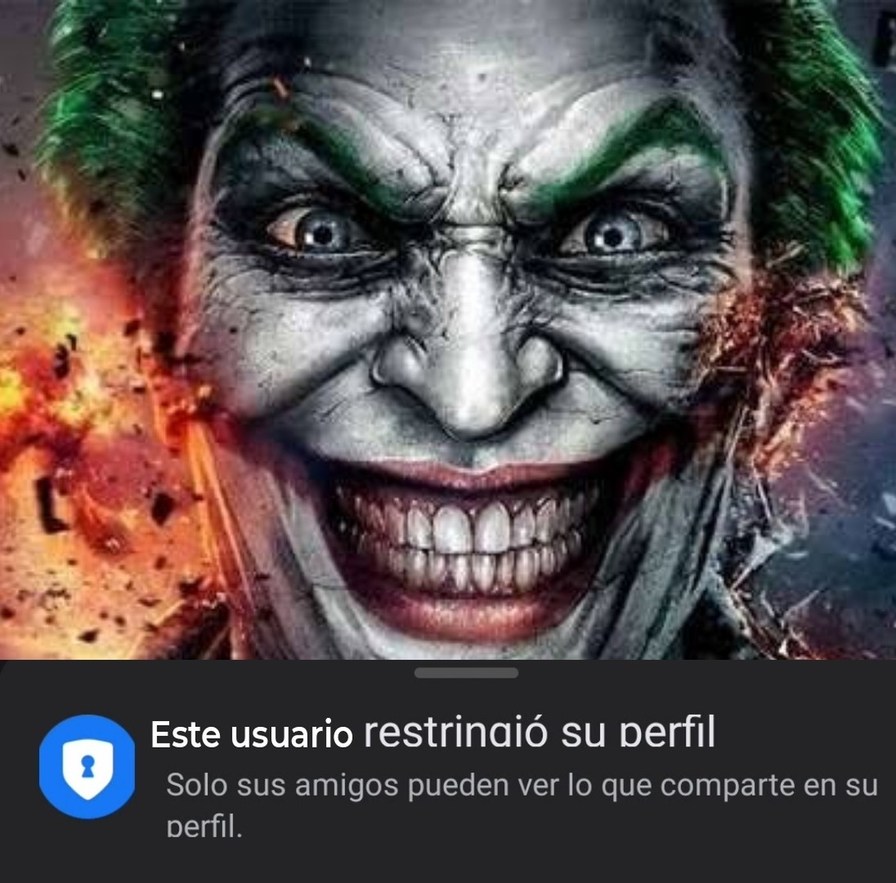 Este usuario restringió su perfil
Solo sus amigos pueden ver lo que comparte en su
perfil.